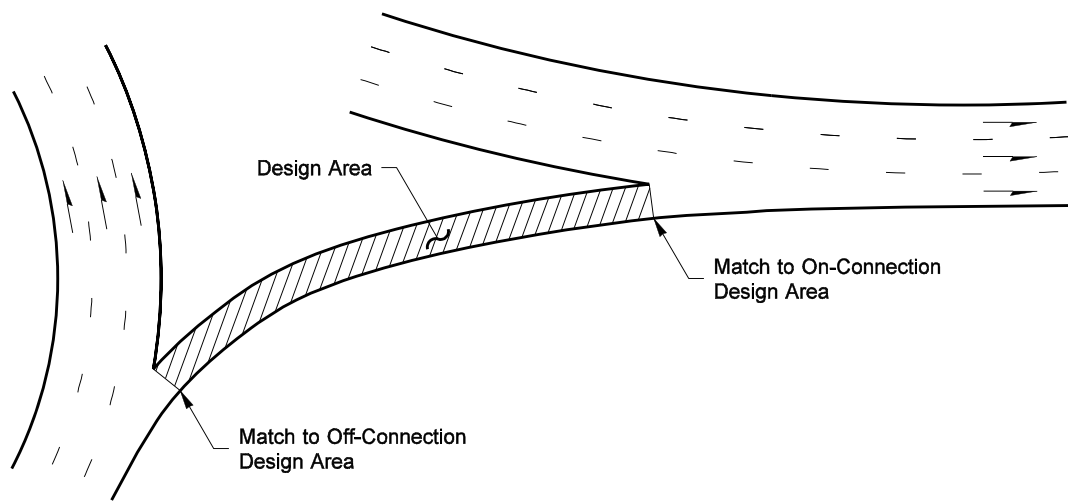 Design Area
Match to On-Connection
Design Area
Match to Off-Connection
Design Area